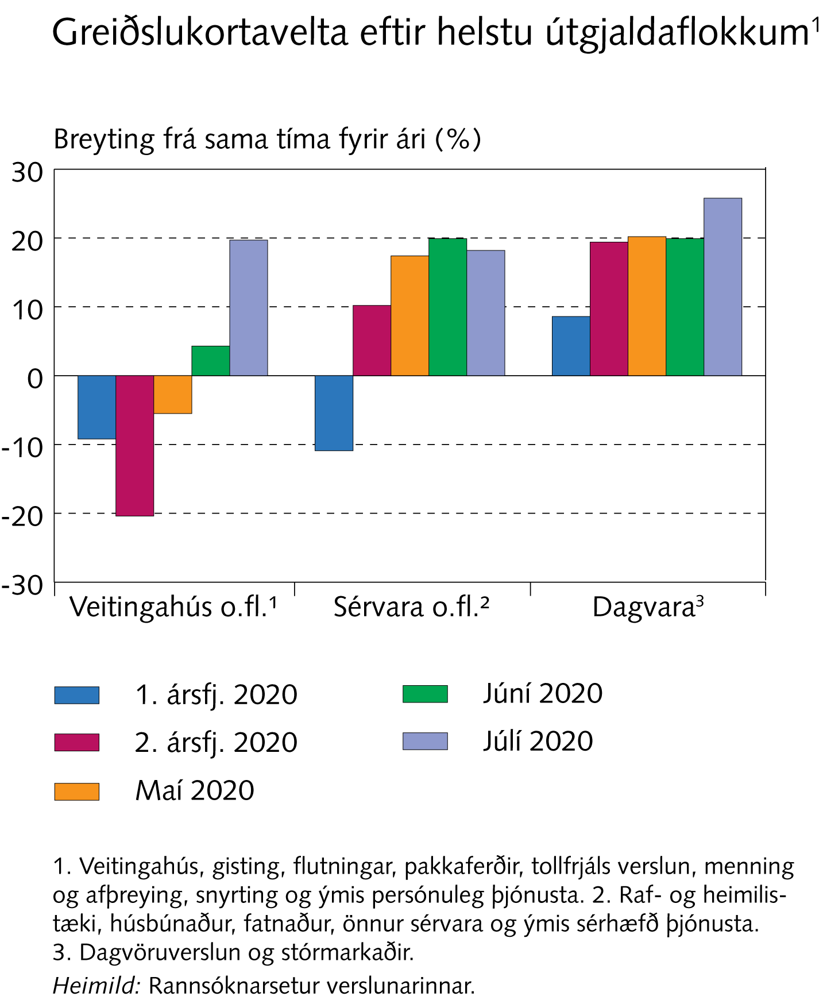 Greiðslukortavelta eftir helstu útgjaldaflokkum¹
Breyting frá sama tíma fyrir ári (%)
30
20
10
0
-10
-20
-30
Veitingahús o.fl.¹ Sérvara o.fl.² Dagvara³
1. ársfj. 2020
2. ársfj. 2020
Maí 2020
Júní 2020
Júlí 2020
1. Veitingahús, gisting, flutningar, pakkaferðir, tollfrjáls verslun, menning
og afþreying, snyrting og ýmis persónuleg þjónusta. 2. Raf- og heimilis-
tæki, húsbúnaður, fatnaður, önnur sérvara og ýmis sérhæfð þjónusta.
3. Dagvöruverslun og stórmarkaðir.
Heimild: Rannsóknarsetur verslunarinnar.